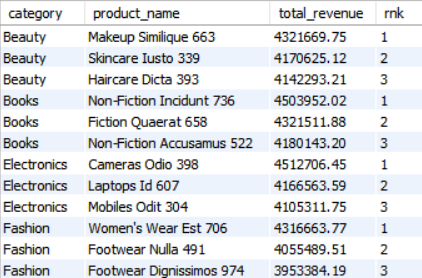 category product_name total_revenue rnk
Beauty Makeup Similique 663 4321669.75 1
Beauty Skincare Iusto 339 4170625.12 2
Beauty Haircare Dicta 393 4142293.21 3
Books Non-Fiction Incidunt 736 4503952.02 1
Books Fiction Quaerat 658 4321511.88 2
Books Non-Fiction Accusamus 522 4180143.20 3
Electronics Cameras Odio 398 4512706.45 1
Electronics Laptops Id 607 4166563.59 2
Electronics Mobiles Odit 304 4105311.75 3
Fashion Women's Wear Est 706 4316663.77 1
Fashion Footwear Nulla 491 4055489.51 2
Fashion Footwear Dignissimos 974 3953384.19 3